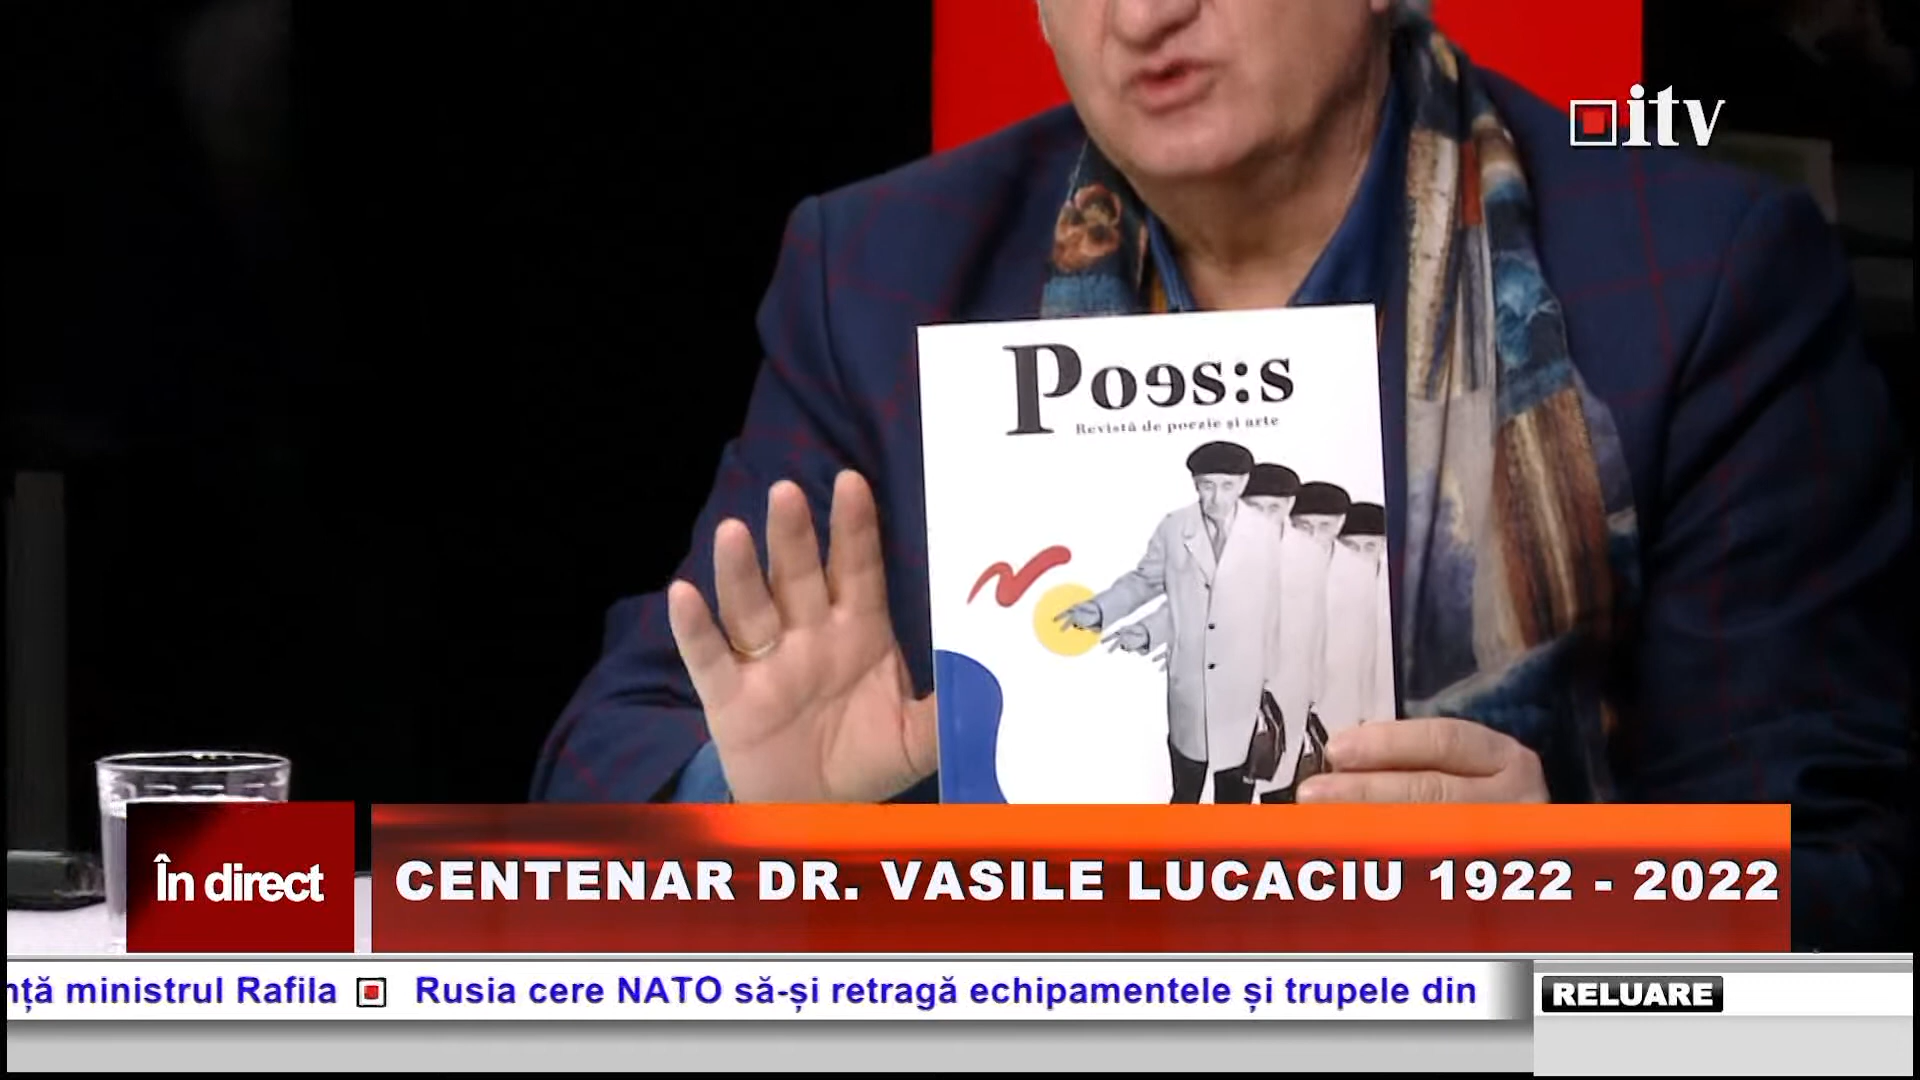 itv
Poes:s
Revistă de poezie și arte
În direct
CENTENAR DR. VASILE LUCACIU 1922 - 2022
ministrul Rafila Rusia cere NATO să-și retragă echipamentele și trupele din
RELUARE